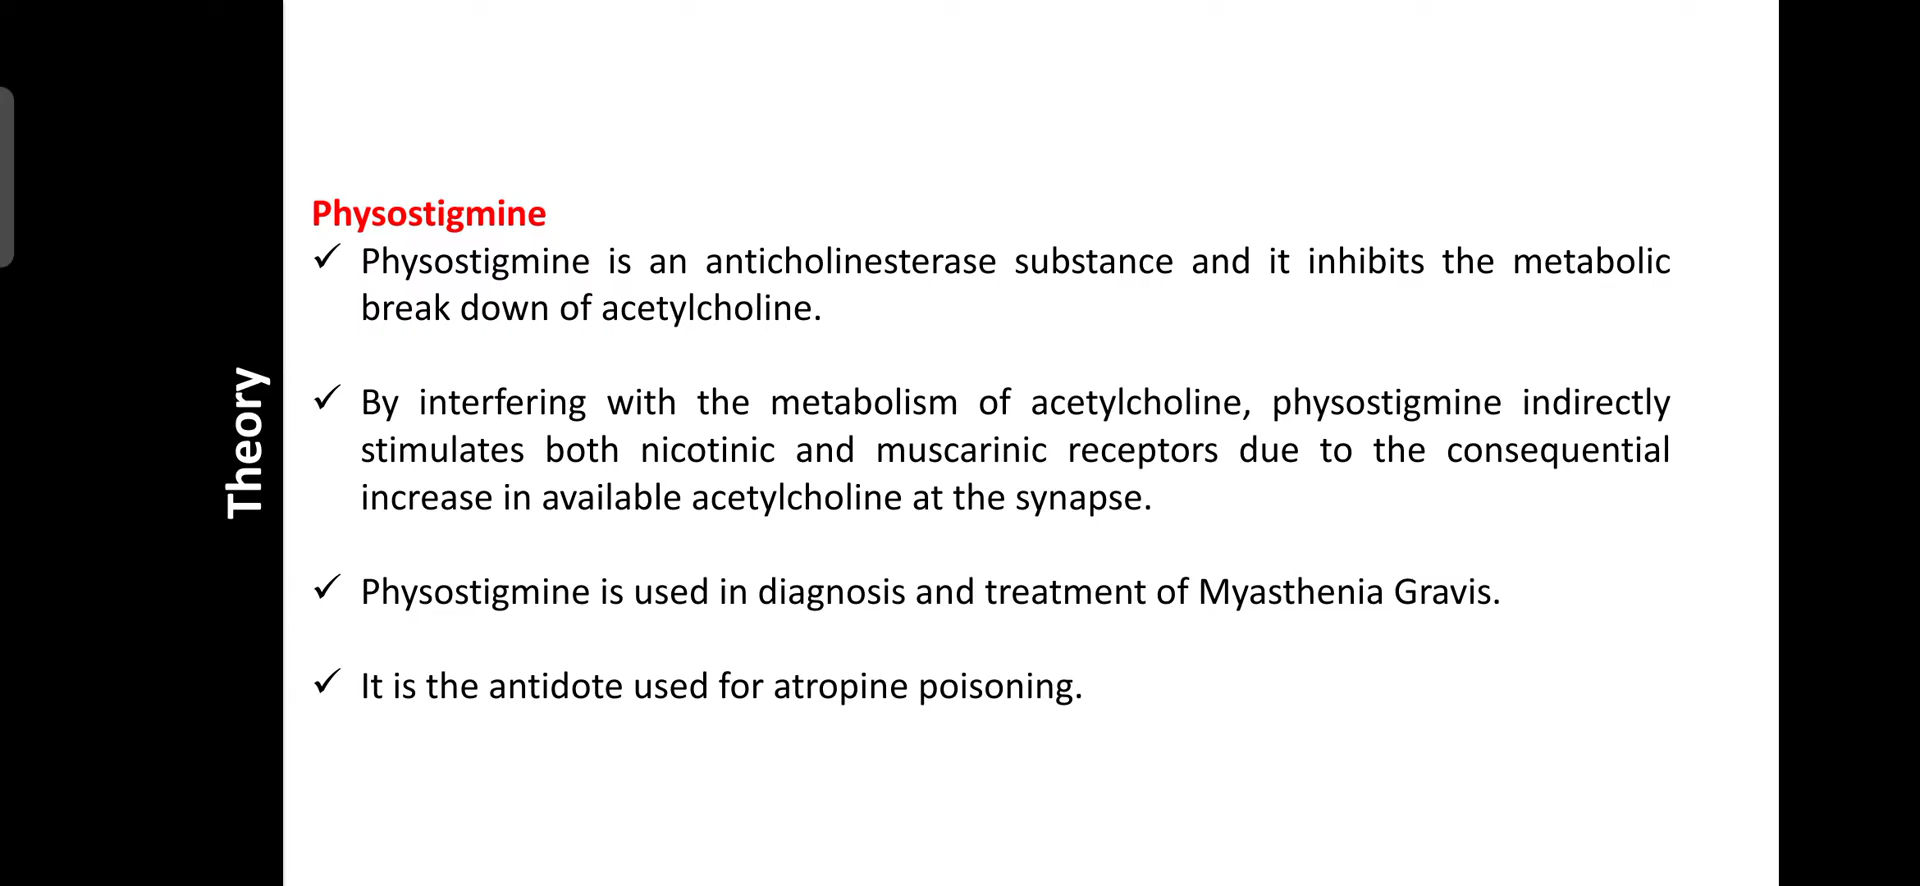 Theory
Physostigmine
✓ Physostigmine is an anticholinesterase substance and it inhibits the metabolic
break down of acetylcholine.
✓ By interfering with the metabolism of acetylcholine, physostigmine indirectly
stimulates both nicotinic and muscarinic receptors due to the consequential
increase in available acetylcholine at the synapse.
✓ Physostigmine is used in diagnosis and treatment of Myasthenia Gravis.
✓ It is the antidote used for atropine poisoning.